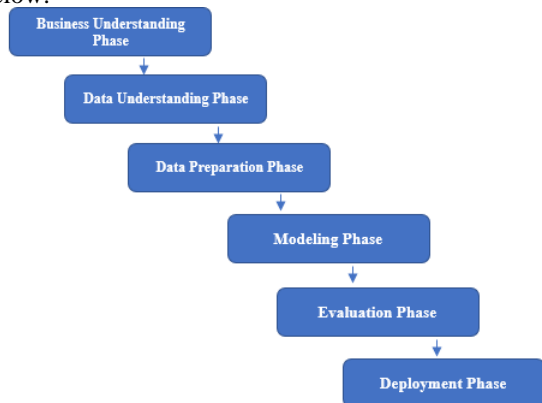 Business Understanding
Phase
Data Understanding Phase
Data Preparation Phase
Modeling Phase
Evaluation Phase
Deployment Phase